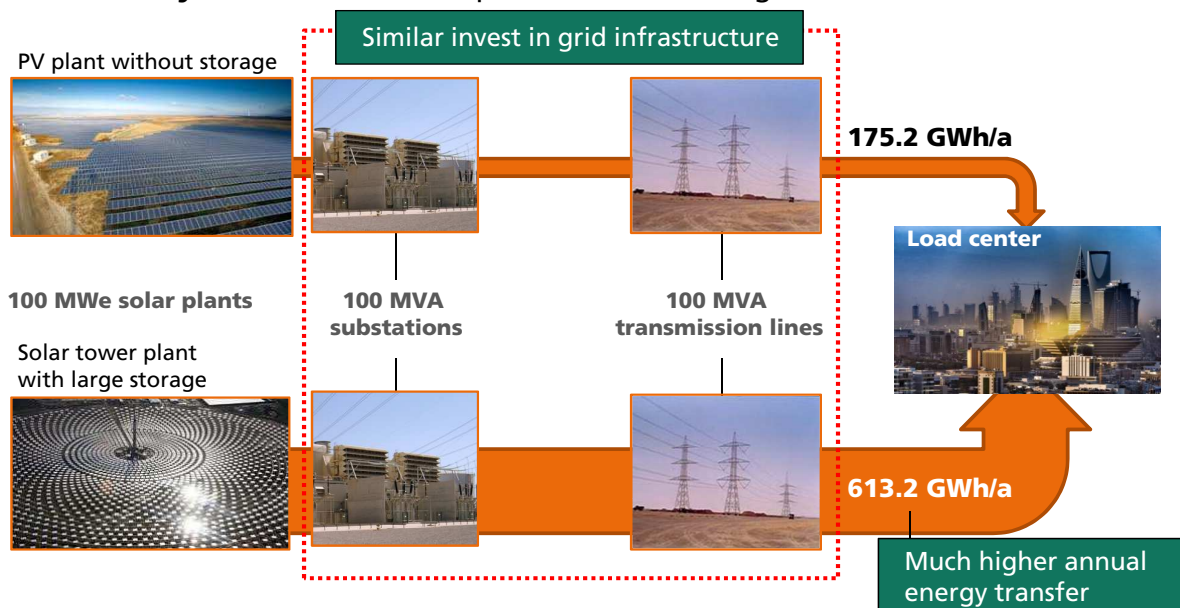 Similar invest in grid infrastructure
PV plant without storage
175.2 GWh/a
Load center
100 MWe solar plants
100 MVA
substations
100 MVA
transmission lines
Solar tower plant
with large storage
613.2 GWh/a
Much higher annual
energy transfer